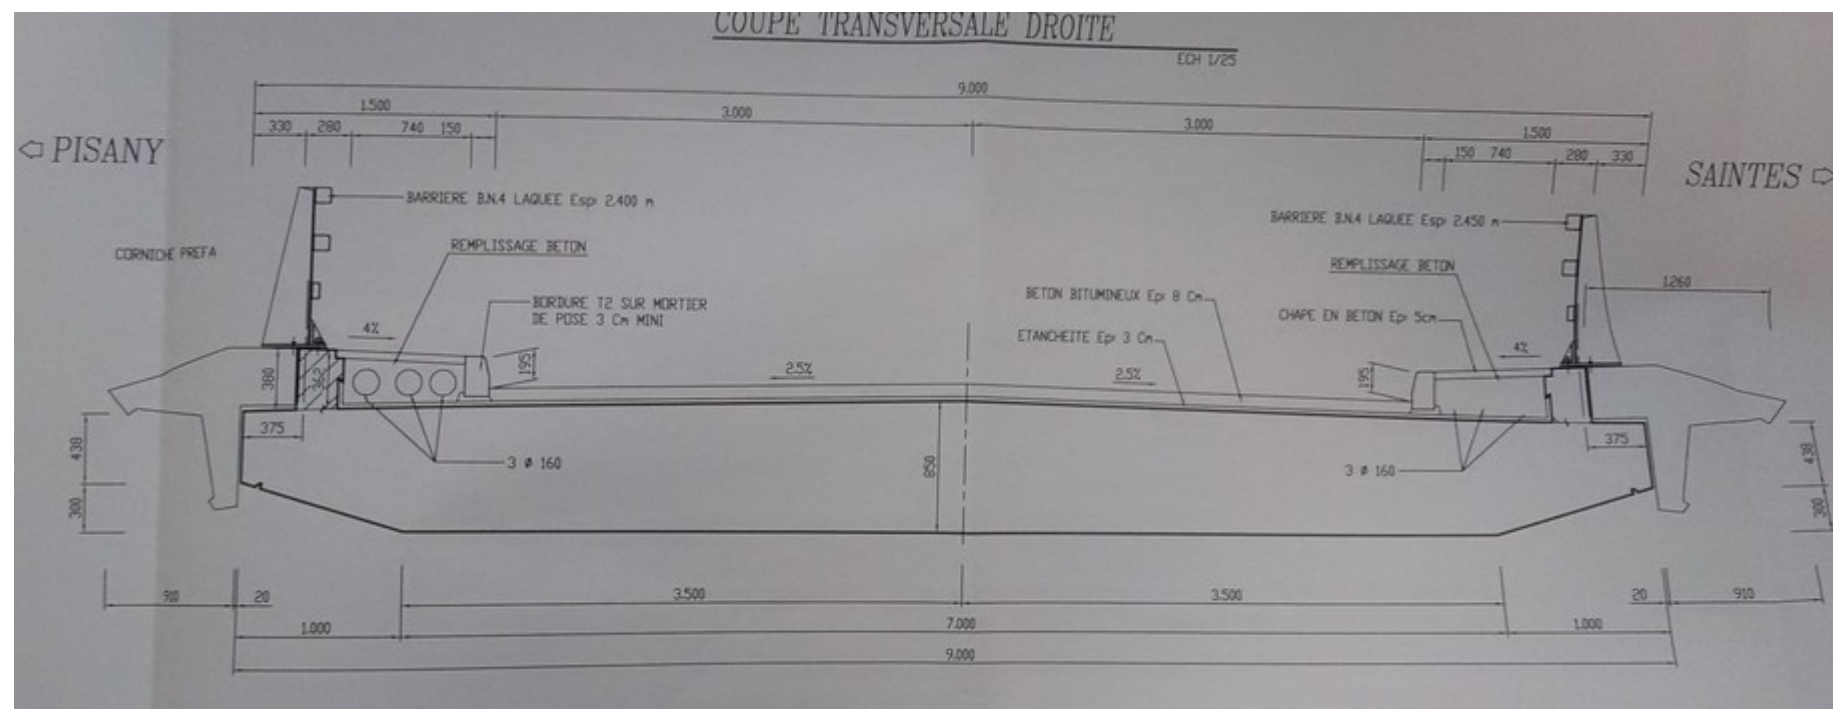 COUPE TRANSVERSALE DROITE
ECH 1/25
9.000
1.500
3.000
3.000
1.500
330
280
740
150
150
740
280
330
PISANY
SAINTES
BARRIERE B.N.4 LAQUEE Esp: 2.400 m
BARRIERE B.N.4 LAQUEE Esp: 2.450 m
CORNICHE PREFA
REMPLISSAGE BETON
REMPLISSAGE BETON
1.260
BORDURE T2 SUR MORTIER
DE POSE 3 Cm MINI
BETON BITUMINEUX Ep: 8 Cm
CHAPE EN BETON Ep: 5cm
ETANCHEITE Ep: 3 Cm
4%
4%
195
2.5%
2.5%
195
380
362
375
375
438
850
438
3 ø 160
3 ø 160
300
300
910
20
3.500
3.500
20
910
1.000
7.000
1.000
9.000